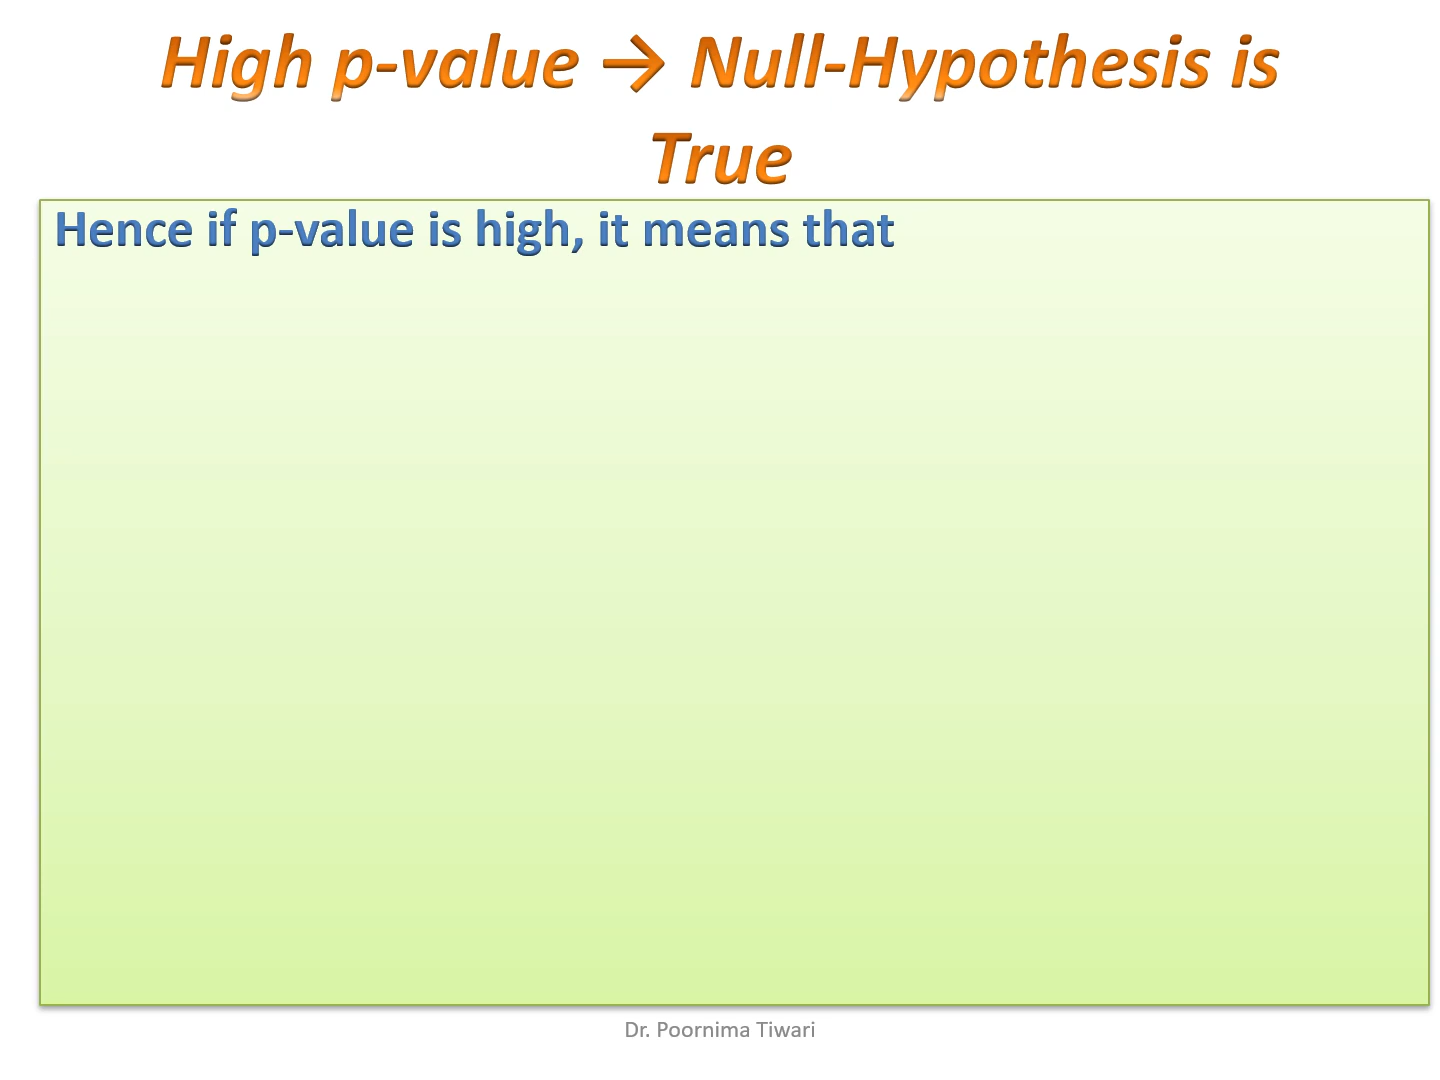 High p-value → Null-Hypothesis is
True
Hence if p-value is high, it means that
Dr. Poornima Tiwari